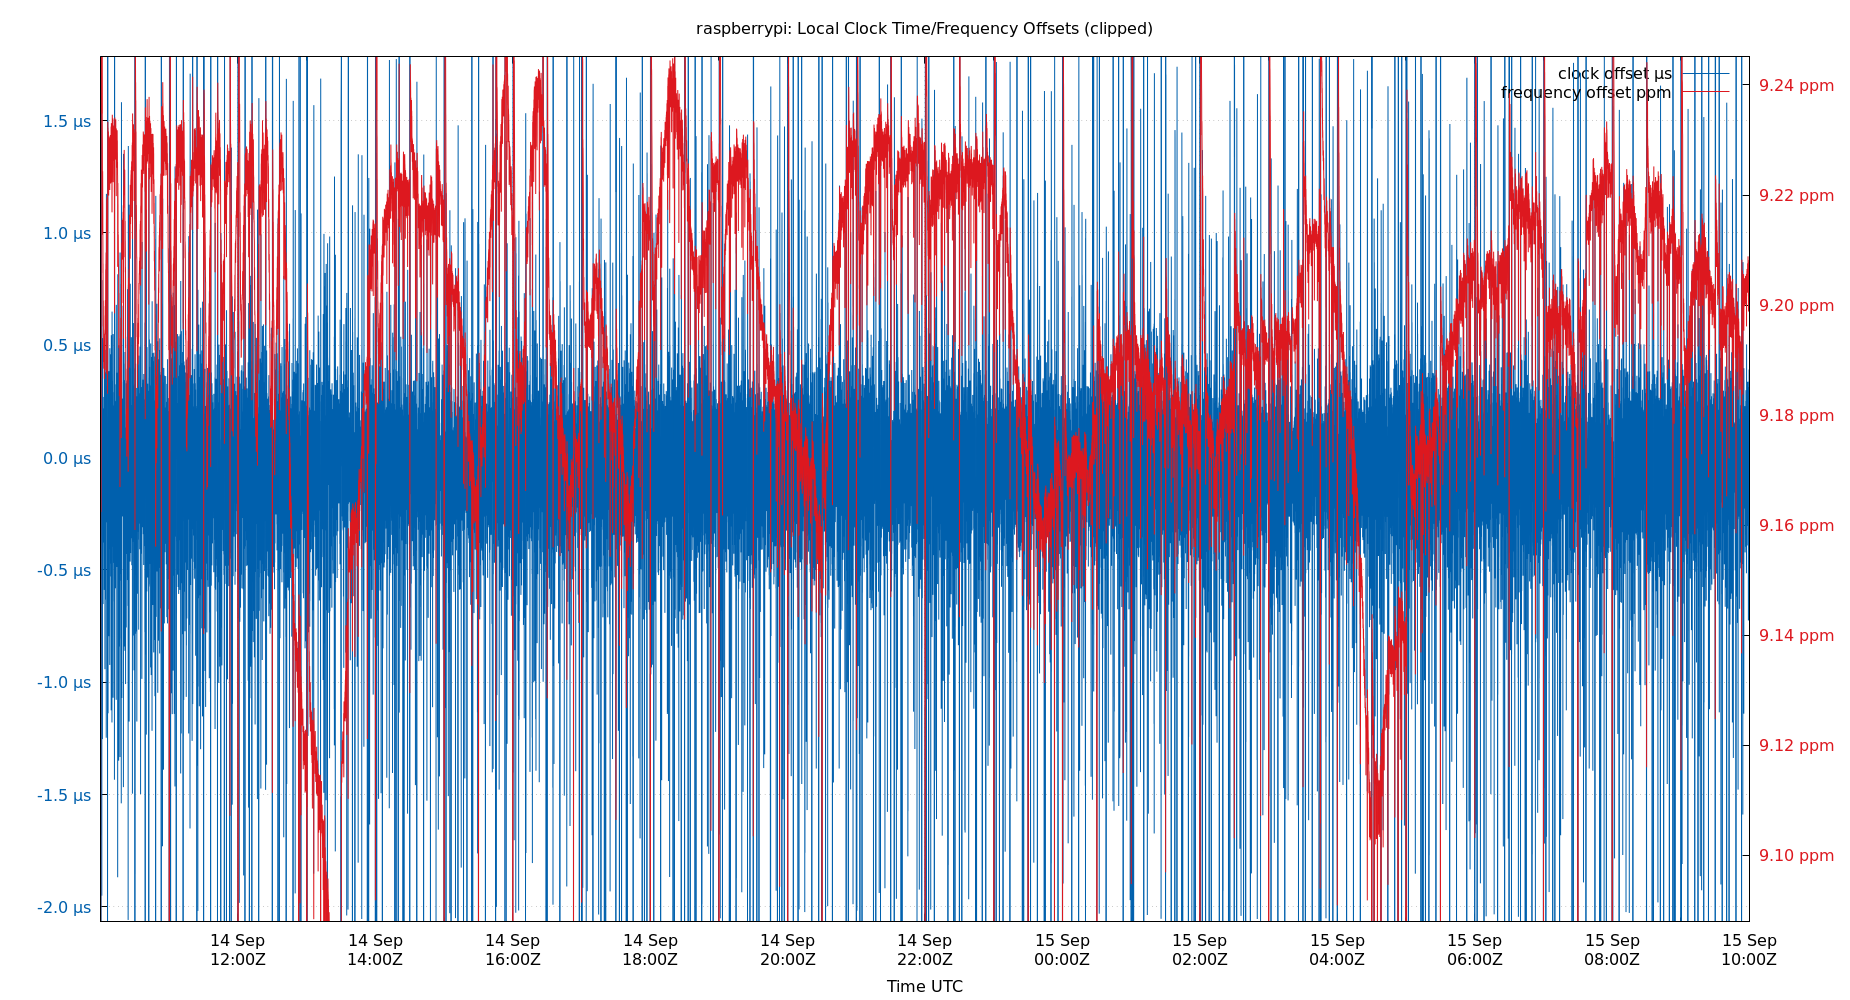 raspberrypi: Local Clock Time/Frequency Offsets (clipped)
clock offset µs
frequency offset ppm
1.5 µs
1.0 µs
0.5 µs
0.0 µs
-0.5 µs
-1.0 µs
-1.5 µs
-2.0 µs
9.24 ppm
9.22 ppm
9.20 ppm
9.18 ppm
9.16 ppm
9.14 ppm
9.12 ppm
9.10 ppm
14 Sep
12:00Z
14 Sep
14:00Z
14 Sep
16:00Z
14 Sep
18:00Z
14 Sep
20:00Z
14 Sep
22:00Z
15 Sep
00:00Z
15 Sep
02:00Z
15 Sep
04:00Z
15 Sep
06:00Z
15 Sep
08:00Z
15 Sep
10:00Z
Time UTC